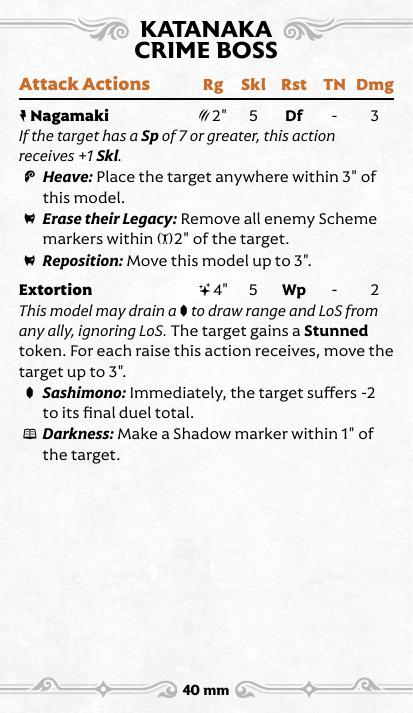 KATANAKA
CRIME BOSS
Attack Actions Rg Skl Rst TN Dmg
Nagamaki 2" 5 Df - 3
If the target has a Sp of 7 or greater, this action
receives +1 Skl.
Heave: Place the target anywhere within 3" of
this model.
Erase their Legacy: Remove all enemy Scheme
markers within 2" of the target.
Reposition: Move this model up to 3".
Extortion 4" 5 Wp - 2
This model may drain a to draw range and LoS from
any ally, ignoring LoS. The target gains a Stunned
token. For each raise this action receives, move the
target up to 3".
Sashimono: Immediately, the target suffers -2
to its final duel total.
Darkness: Make a Shadow marker within 1" of
the target.
40 mm